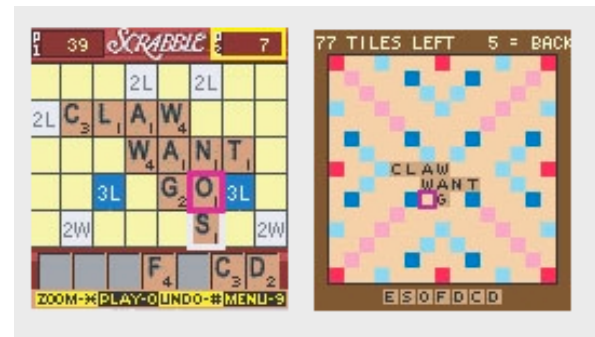 P1 39 SCRABBLE P2 7
2L 2L
2L C3 L1 A1 W4
W4 A1 N1 T1
3L G2 O1 3L
2W S1 2W
F4 C3 D2
ZOOM-* PLAY-0 UNDO-# MENU-9
77 TILES LEFT 5 = BACK
CLAW
WANT
G
E S O F D C D